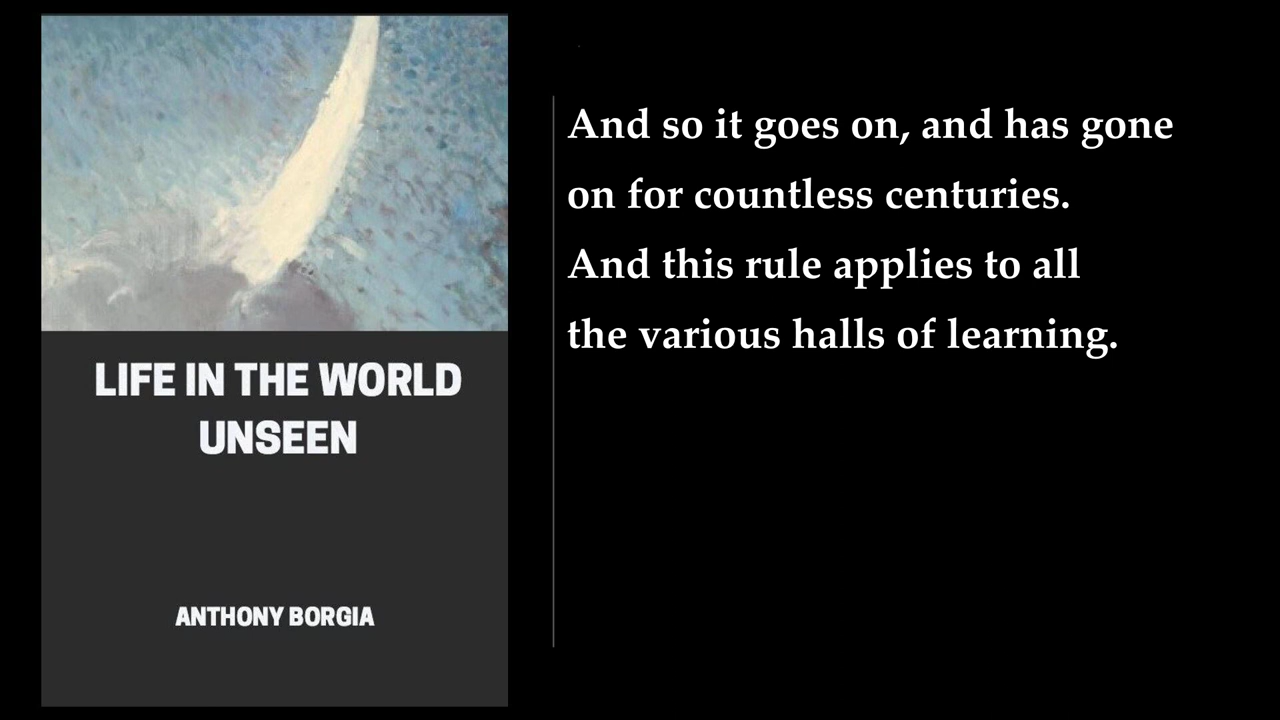 LIFE IN THE WORLD
UNSEEN
ANTHONY BORGIA
And so it goes on, and has gone
on for countless centuries.
And this rule applies to all
the various halls of learning.